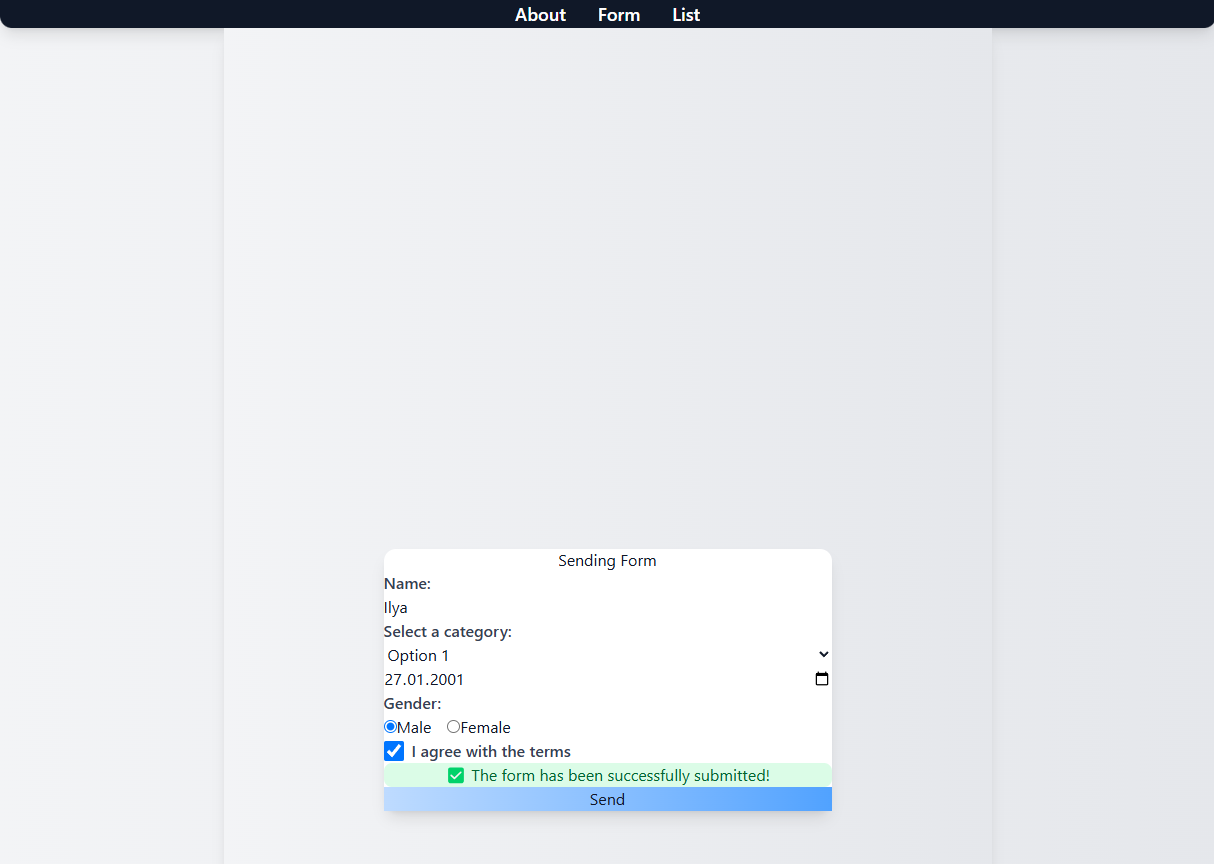 About Form List
Sending Form
Name:
Ilya
Select a category:
Option 1
27.01.2001
Gender:
Male Female
I agree with the terms
The form has been successfully submitted!
Send